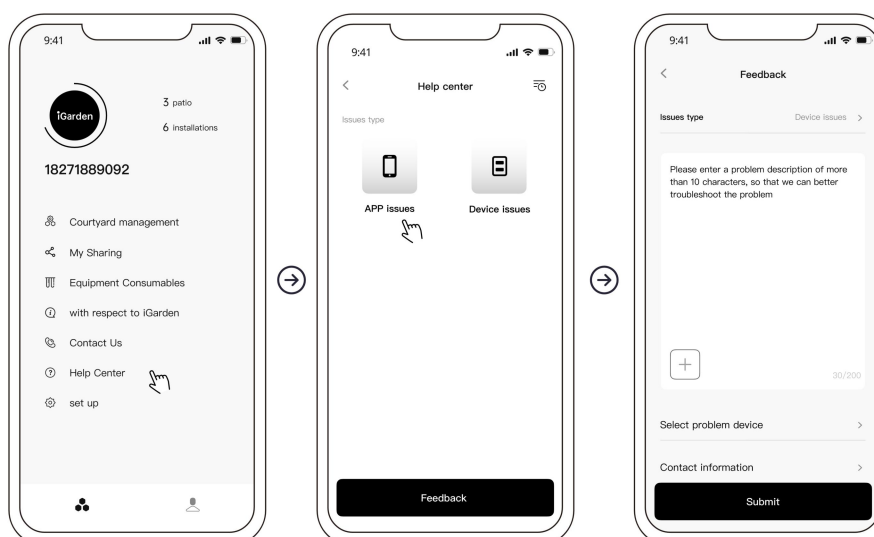 9:41
iGarden
3 patio
6 installations
18271889092
Courtyard management
My Sharing
Equipment Consumables
with respect to iGarden
Contact Us
Help Center
set up
9:41
Help center
Issues type
APP issues
Device issues
Feedback
9:41
Feedback
Issues type
Device issues
Please enter a problem description of more
than 10 characters, so that we can better
troubleshoot the problem
30/200
Select problem device
Contact information
Submit